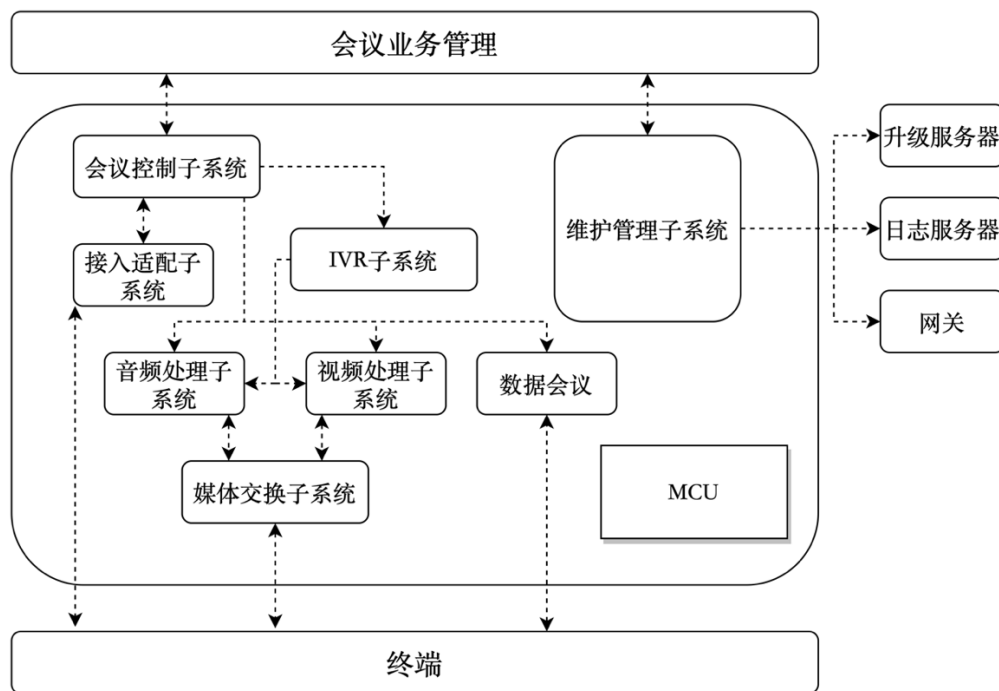 会议业务管理
会议控制子系统
升级服务器
维护管理子系统
日志服务器
接入适配子
系统
IVR子系统
网关
音频处理子
系统
视频处理子
系统
数据会议
媒体交换子系统
MCU
终端